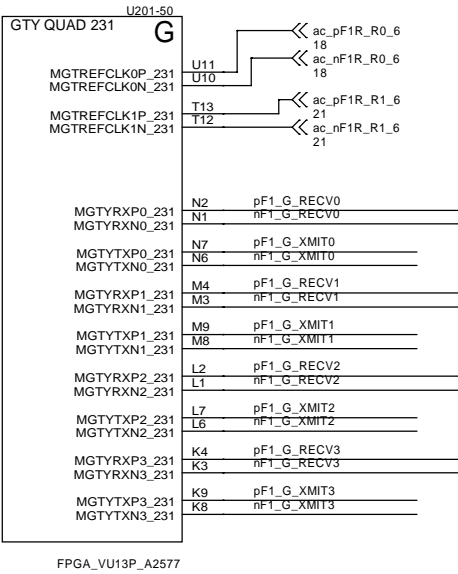 U201-50
GTY QUAD 231 G
MGTREFCLK0P_231 U11 ac_pF1R_R0_6
18
MGTREFCLK0N_231 U10 ac_nF1R_R0_6
18
MGTREFCLK1P_231 T13 ac_pF1R_R1_6
21
MGTREFCLK1N_231 T12 ac_nF1R_R1_6
21
MGTYRXP0_231 N2 pF1_G_RECV0
MGTYRXN0_231 N1 nF1_G_RECV0
MGTYTXP0_231 N7 pF1_G_XMIT0
MGTYTXN0_231 N6 nF1_G_XMIT0
MGTYRXP1_231 M4 pF1_G_RECV1
MGTYRXN1_231 M3 nF1_G_RECV1
MGTYTXP1_231 M9 pF1_G_XMIT1
MGTYTXN1_231 M8 nF1_G_XMIT1
MGTYRXP2_231 L2 pF1_G_RECV2
MGTYRXN2_231 L1 nF1_G_RECV2
MGTYTXP2_231 L7 pF1_G_XMIT2
MGTYTXN2_231 L6 nF1_G_XMIT2
MGTYRXP3_231 K4 pF1_G_RECV3
MGTYRXN3_231 K3 nF1_G_RECV3
MGTYTXP3_231 K9 pF1_G_XMIT3
MGTYTXN3_231 K8 nF1_G_XMIT3
FPGA_VU13P_A2577